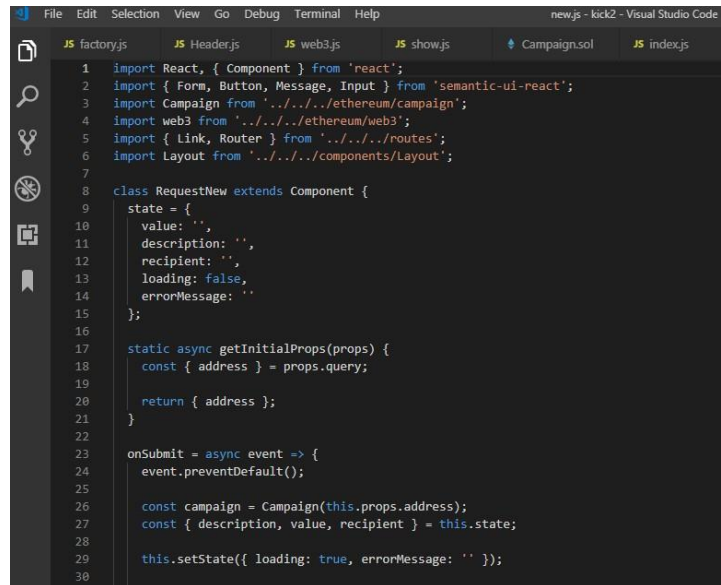 File Edit Selection View Go Debug Terminal Help new.js - kick2 - Visual Studio Code
JS factory.js JS Header.js JS web3.js JS show.js Campaign.sol JS index.js
1 import React, { Component } from 'react';
2 import { Form, Button, Message, Input } from 'semantic-ui-react';
3 import Campaign from '../../../ethereum/campaign';
4 import web3 from '../../../ethereum/web3';
5 import { Link, Router } from '../../../routes';
6 import Layout from '../../../components/Layout';
7
8 class RequestNew extends Component {
9 state = {
10 value: '',
11 description: '',
12 recipient: '',
13 loading: false,
14 errorMessage: ''
15 };
16
17 static async getInitialProps(props) {
18 const { address } = props.query;
19
20 return { address };
21 }
22
23 onSubmit = async event => {
24 event.preventDefault();
25
26 const campaign = Campaign(this.props.address);
27 const { description, value, recipient } = this.state;
28
29 this.setState({ loading: true, errorMessage: '' });
30